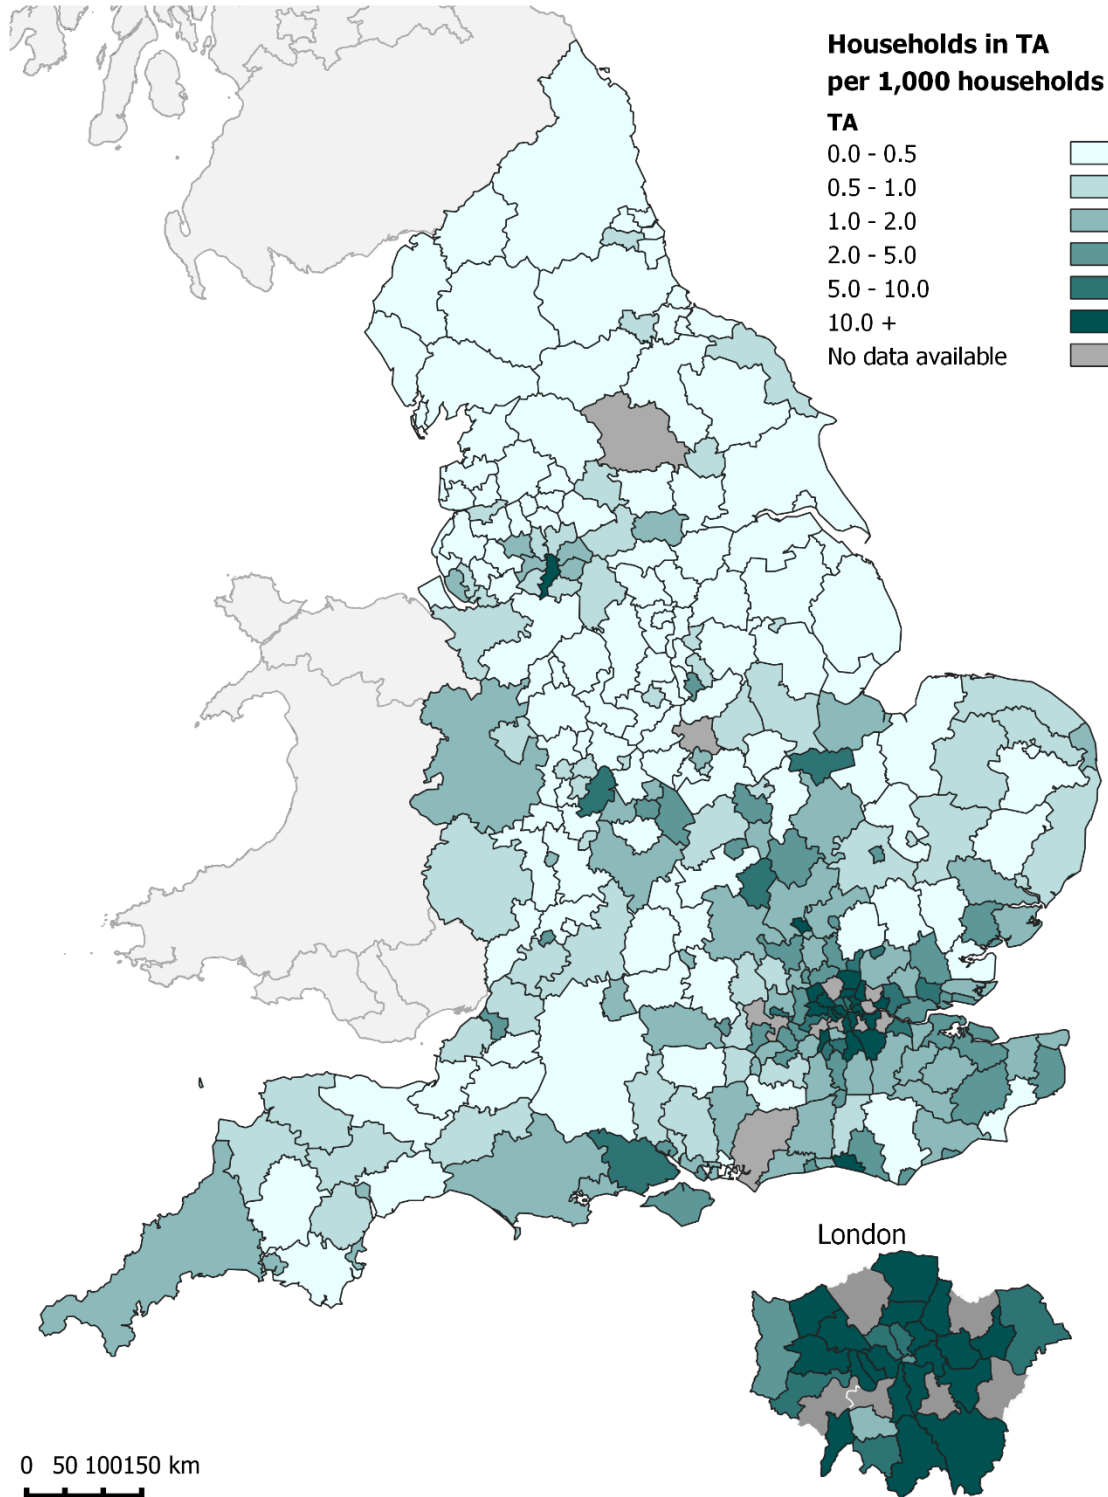 Households in TA
per 1,000 households
TA
0.0 - 0.5
0.5 - 1.0
1.0 - 2.0
2.0 - 5.0
5.0 - 10.0
10.0 +
No data available
London
0 50 100150 km